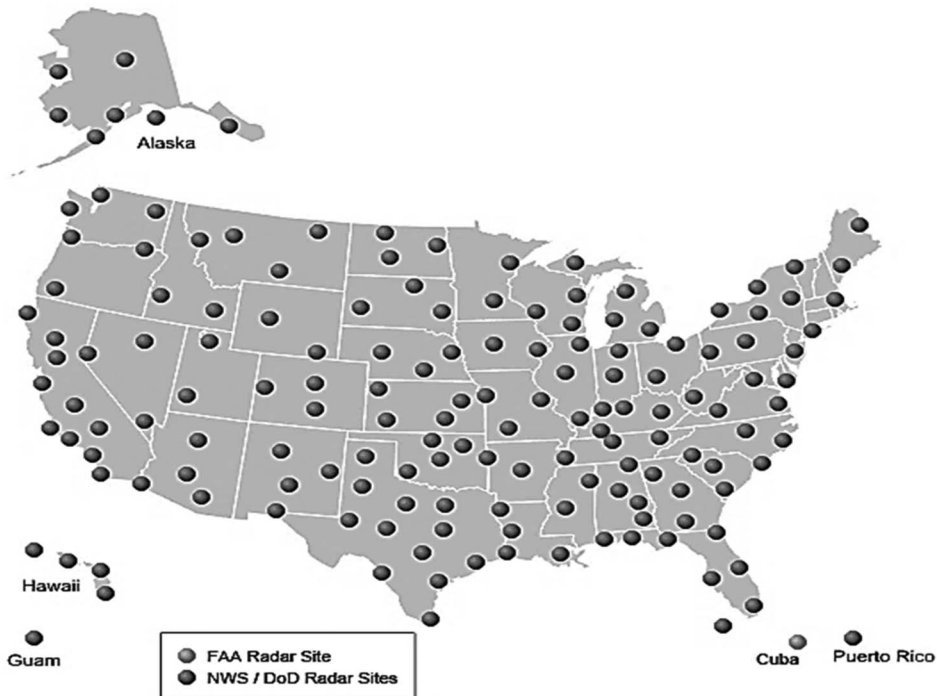 Alaska
Hawaii
Guam
FAA Radar Site
NWS / DoD Radar Sites
Cuba
Puerto Rico